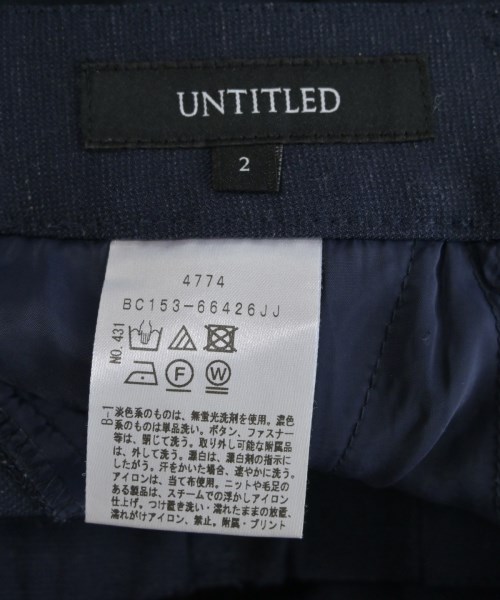 UNTITLED
2
4774
BC153-66426JJ
NO.431
F
W
B-1
淡色系のものは、無蛍光洗剤を使用。濃色
系のものは単品洗い。ボタン、ファスナー
等は、閉じて洗う。取り外し可能な附属品
は、外して洗う。漂白は、漂白剤の指示に
したがう。汗をかいた場合、速やかに洗う。
アイロンは、当て布使用。ニットや毛足の
ある製品は、スチームでの浮かしアイロン
仕上げ。つけ置き洗い・濡れたままの放置、
濡れがけアイロン、禁止。附属・プリント